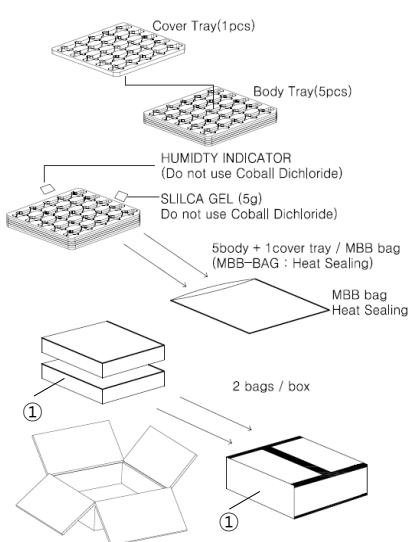 Cover Tray(1pcs)
Body Tray(5pcs)
HUMIDTY INDICATOR
(Do not use Coball Dichloride)
SLILCA GEL (5g)
Do not use Coball Dichloride)
5body + 1cover tray / MBB bag
(MBB-BAG : Heat Sealing)
MBB bag
Heat Sealing
2 bags / box
①
①